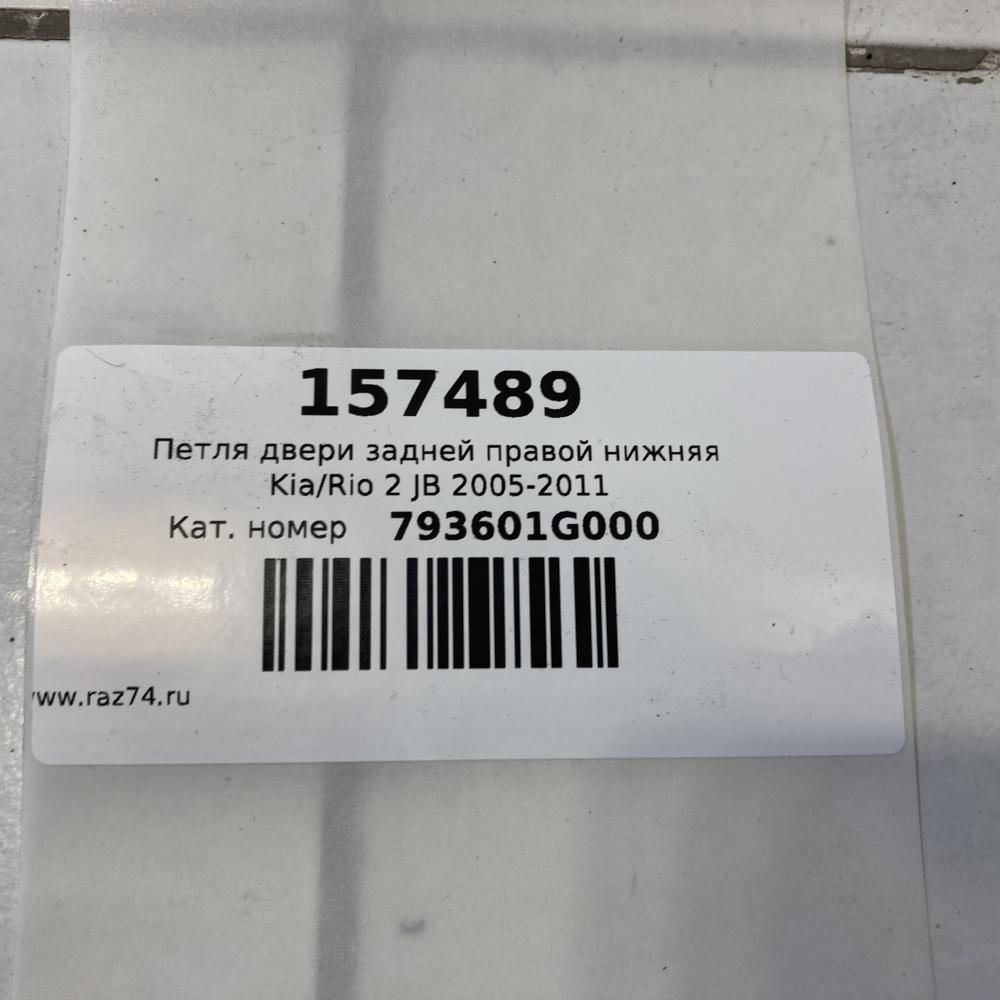 157489
Петля двери задней правой нижняя
Kia/Rio 2 JB 2005-2011
Кат. номер 793601G000
www.raz74.ru